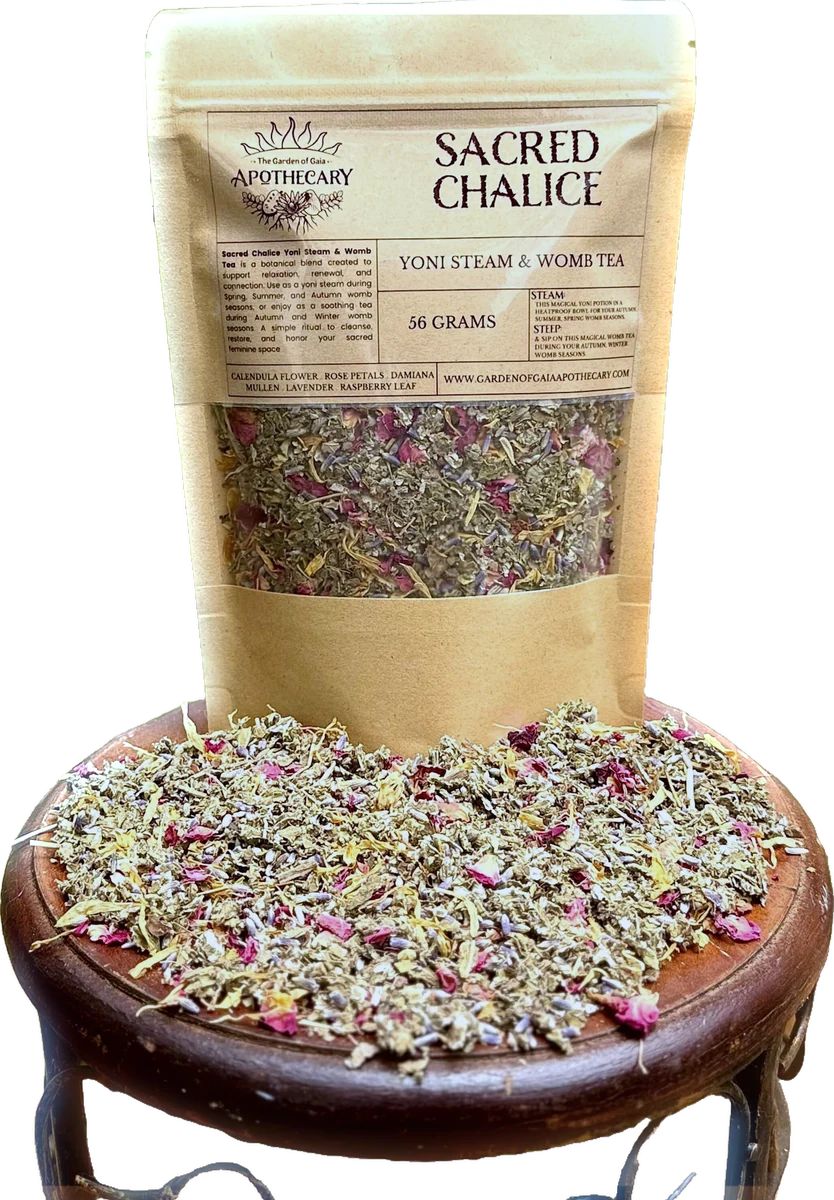 The Garden of Gaia
APOTHECARY
SACRED
CHALICE
Sacred Chalice Yoni Steam & Womb
Tea is a botanical blend created to
support relaxation, renewal, and
connection. Use as a yoni steam during
Spring, Summer, and Autumn womb
seasons, or enjoy as a soothing tea
during Autumn and Winter womb
seasons. A simple ritual to cleanse,
restore, and honor your sacred
feminine space
YONI STEAM & WOMB TEA
56 GRAMS
STEAM
THIS MAGICAL YONI POTION IN A
HEATPROOF BOWL FOR YOUR AUTUMN,
SUMMER, SPRING WOMB SEASONS.
STEEP
& SIP ON THIS MAGICAL WOMB TEA
DURING YOUR AUTUMN, WINTER
WOMB SEASONS
CALENDULA FLOWER . ROSE PETALS . DAMIANA
MULLEN . LAVENDER . RASPBERRY LEAF
WWW.GARDENOFGAIAAPOTHECARY.COM